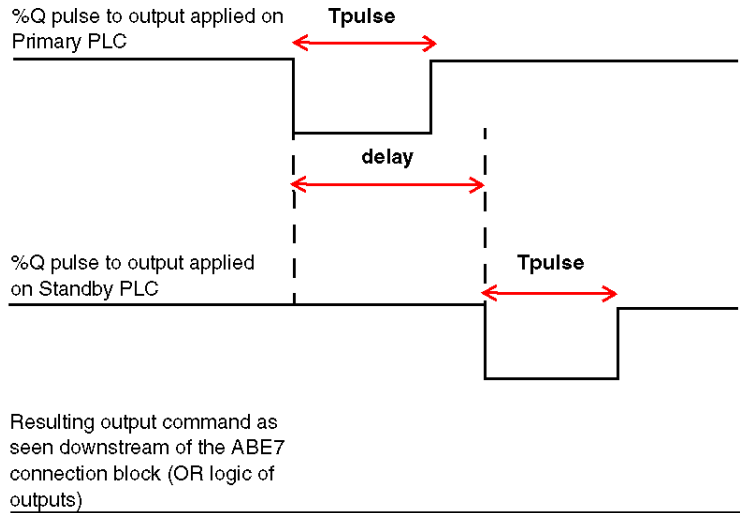 %Q pulse to output applied on
Primary PLC
Tpulse
delay
%Q pulse to output applied
on Standby PLC
Tpulse
Resulting output command as
seen downstream of the ABE7
connection block (OR logic of
outputs)